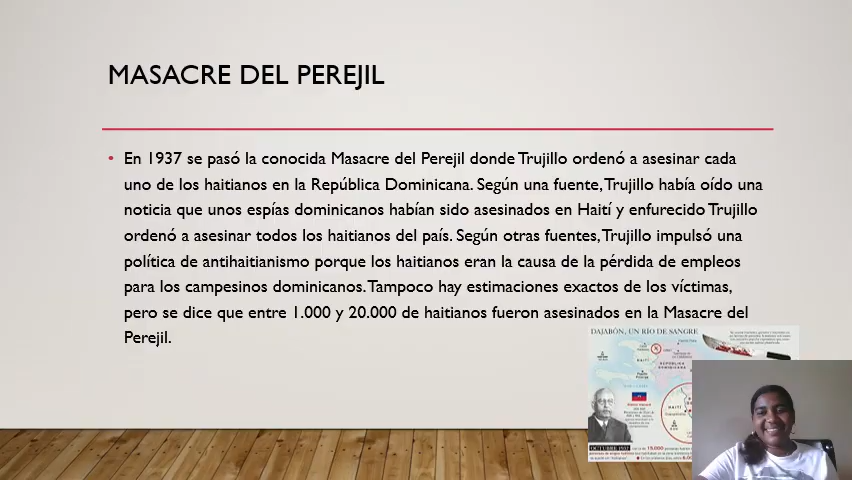 MASACRE DEL PEREJIL
• En 1937 se pasó la conocida Masacre del Perejil donde Trujillo ordenó a asesinar cada
uno de los haitianos en la República Dominicana. Según una fuente, Trujillo había oído una
noticia que unos espías dominicanos habían sido asesinados en Haití y enfurecido Trujillo
ordenó a asesinar todos los haitianos del país. Según otras fuentes, Trujillo impulsó una
política de antihaitianismo porque los haitianos eran la causa de la pérdida de empleos
para los campesinos dominicanos. Tampoco hay estimaciones exactos de los víctimas,
pero se dice que entre 1.000 y 20.000 de haitianos fueron asesinados en la Masacre del
Perejil.
DAJABÓN, UN RÍO DE SANGRE
HAITÍ
REPÚBLICA
DOMINICANA
HAITÍ
OCTUBRE 1937
15,000